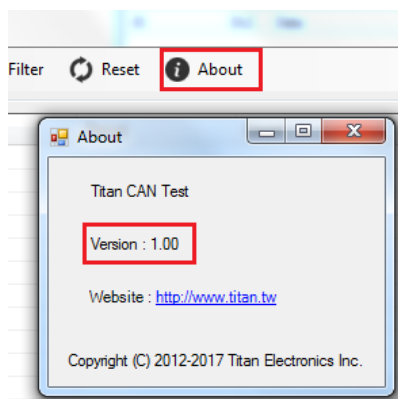 Filter Reset About
About
Titan CAN Test
Version : 1.00
Website : http://www.titan.tw
Copyright (C) 2012-2017 Titan Electronics Inc.